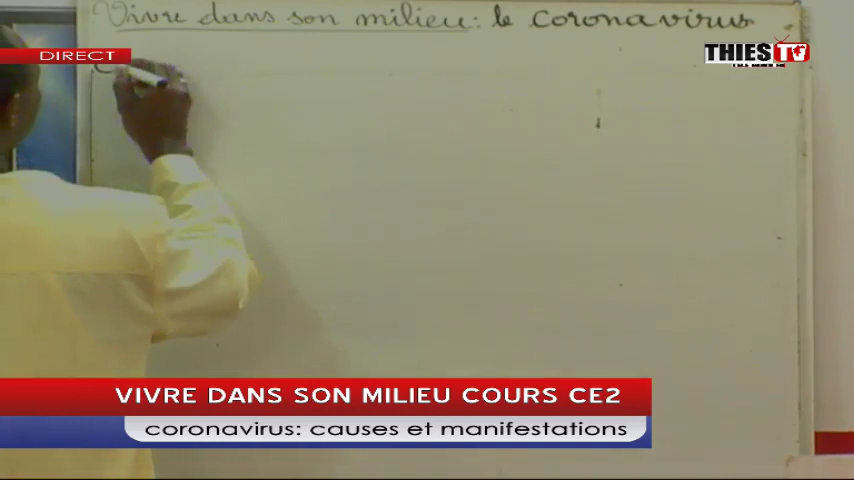 Vivre dans son milieu : le coronavirus
DIRECT
THIES TV
VIVRE DANS SON MILIEU COURS CE2
coronavirus: causes et manifestations